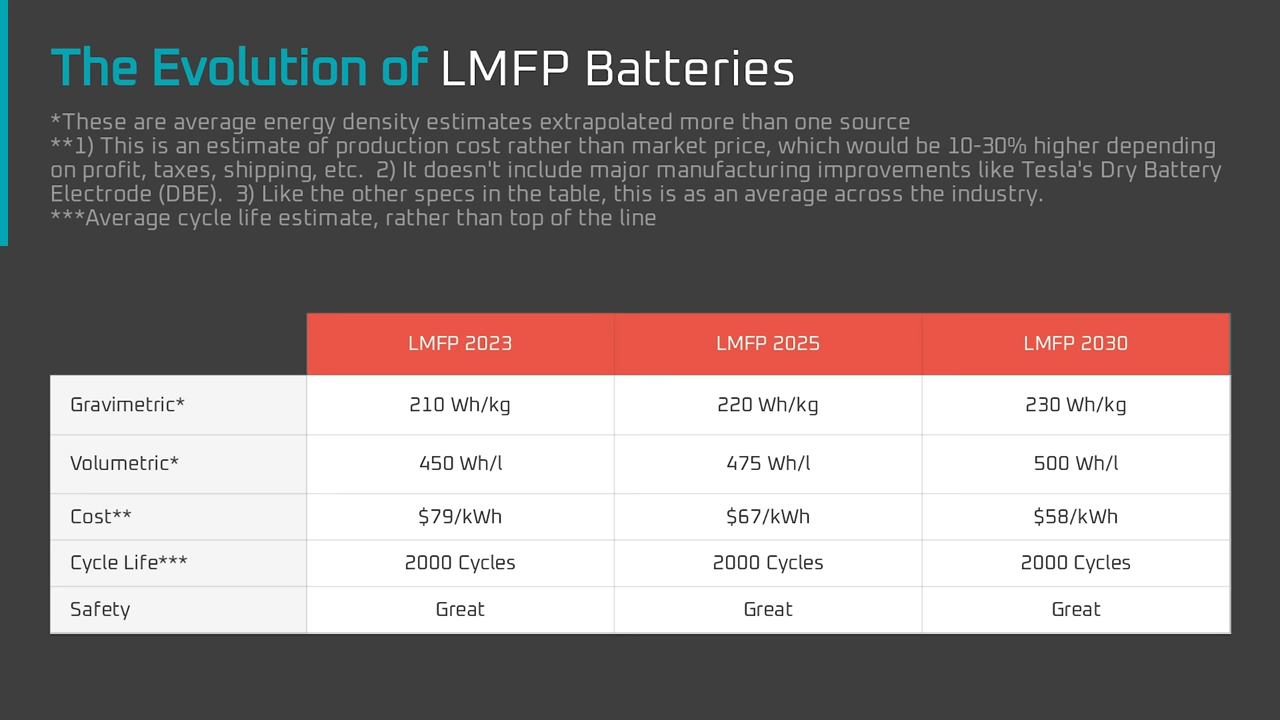 The Evolution of LMFP Batteries
*These are average energy density estimates extrapolated more than one source
**1) This is an estimate of production cost rather than market price, which would be 10-30% higher depending
on profit, taxes, shipping, etc.  2) It doesn't include major manufacturing improvements like Tesla's Dry Battery
Electrode (DBE).  3) Like the other specs in the table, this is as an average across the industry.
***Average cycle life estimate, rather than top of the line
LMFP 2023 LMFP 2025 LMFP 2030
Gravimetric* 210 Wh/kg 220 Wh/kg 230 Wh/kg
Volumetric* 450 Wh/l 475 Wh/l 500 Wh/l
Cost** $79/kWh $67/kWh $58/kWh
Cycle Life*** 2000 Cycles 2000 Cycles 2000 Cycles
Safety Great Great Great